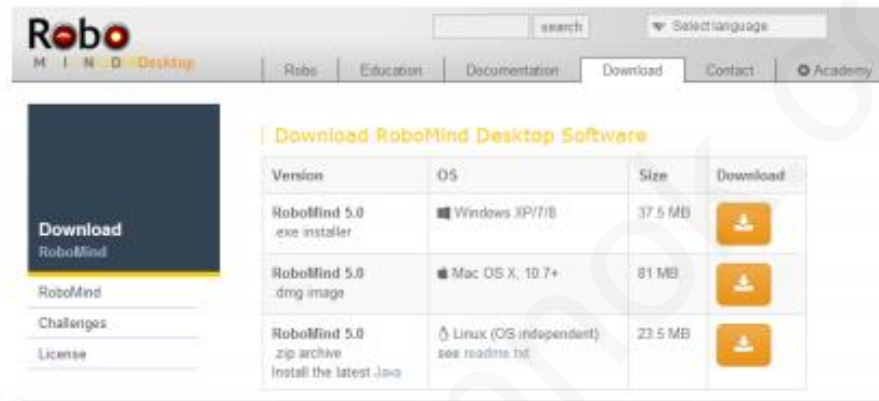 Robo
MIND Desktop
search
Select language
Robo
Education
Documentation
Download
Contact
Academy
Download
RoboMind
RoboMind
Challenges
License
Download RoboMind Desktop Software
Version OS Size Download
RoboMind 5.0 Windows XP/7/8 37.5 MB
.exe installer
RoboMind 5.0 Mac OS X, 10.7+ 81 MB
.dmg image
RoboMind 5.0 Linux (OS independent) 23.5 MB
.zip archive see readme.txt
Install the latest Java